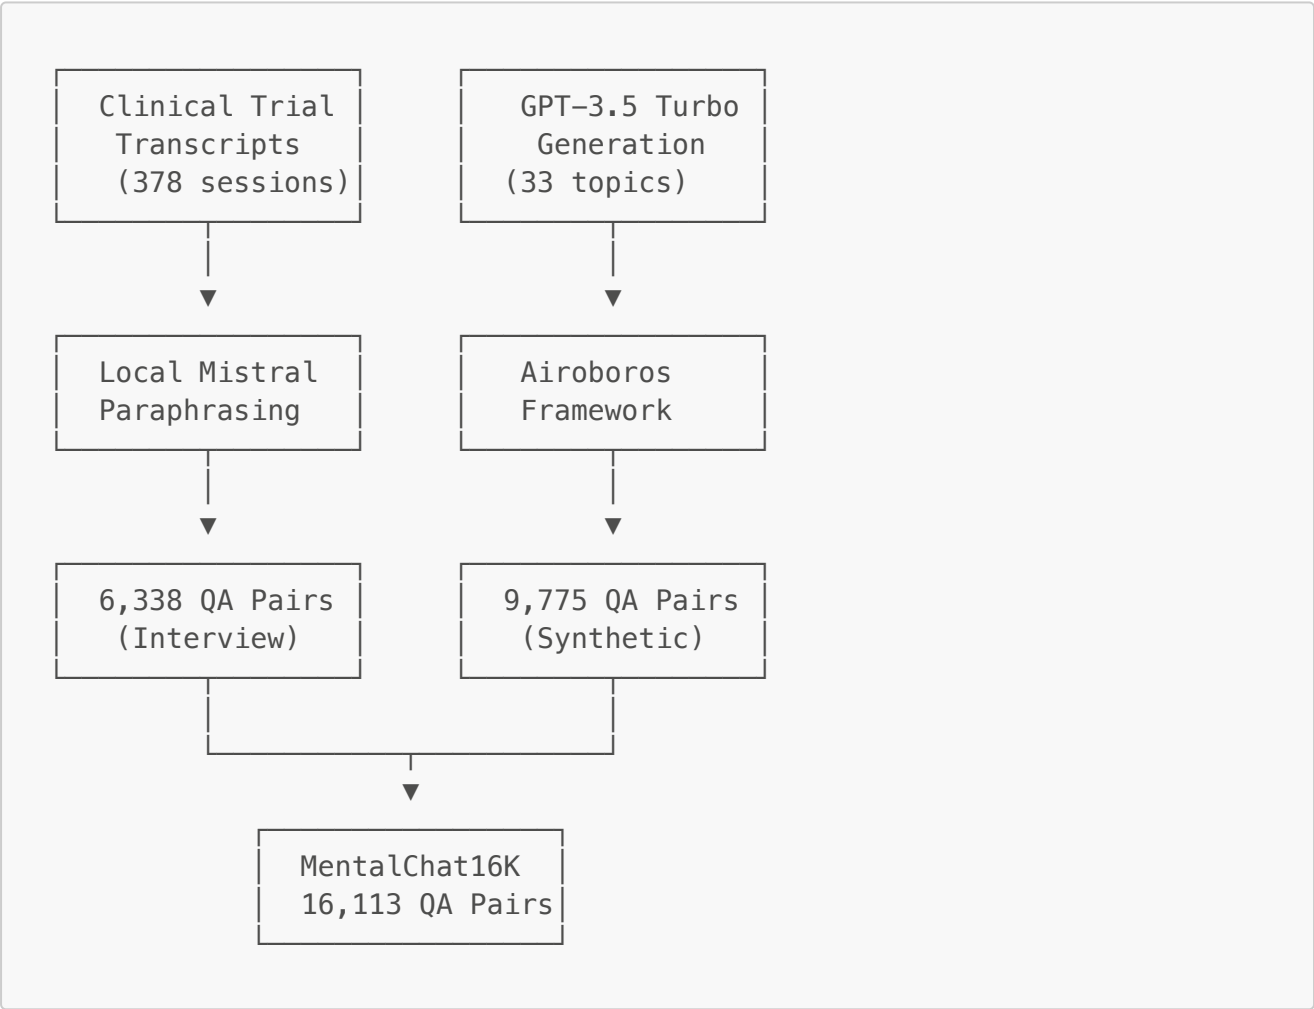 Clinical Trial
Transcripts
(378 sessions)
GPT−3.5 Turbo
Generation
(33 topics)
Local Mistral
Paraphrasing
Airoboros
Framework
6,338 QA Pairs
(Interview)
9,775 QA Pairs
(Synthetic)
MentalChat16K
16,113 QA Pairs